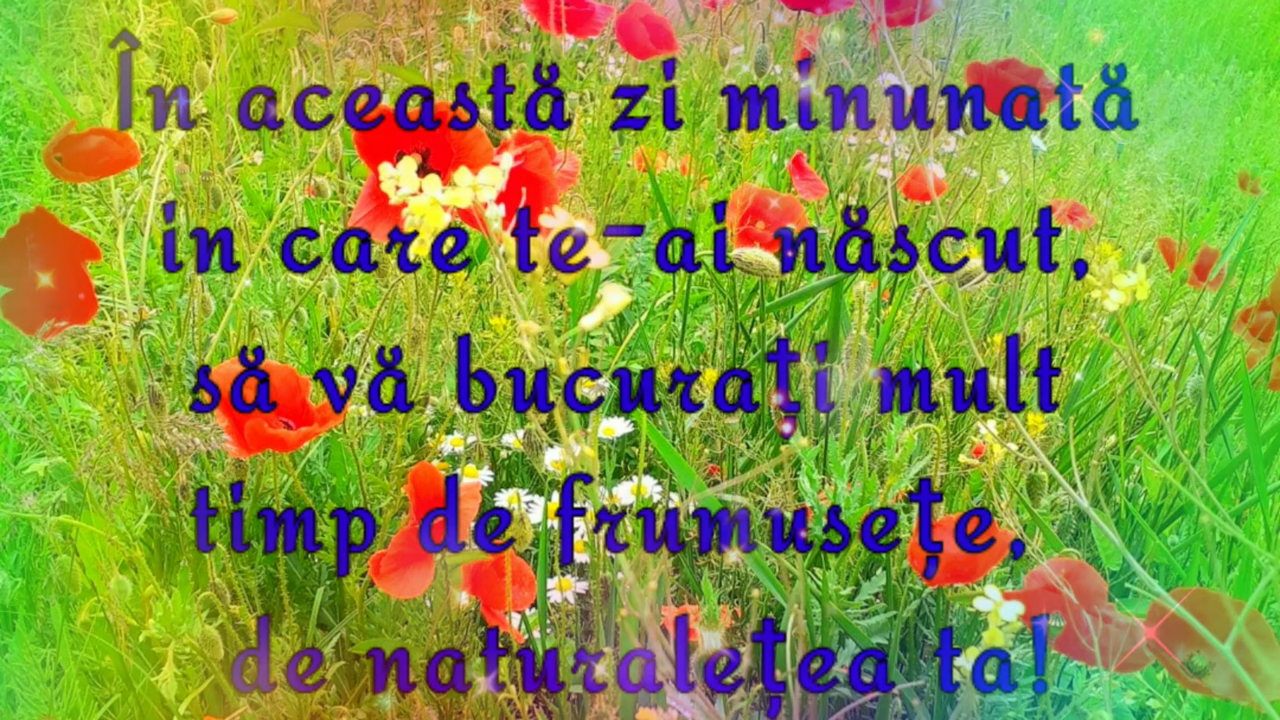 În această zi minunată
in care te-ai născut,
să vă bucurați mult
timp de frumusețe,
de naturalețea ta!